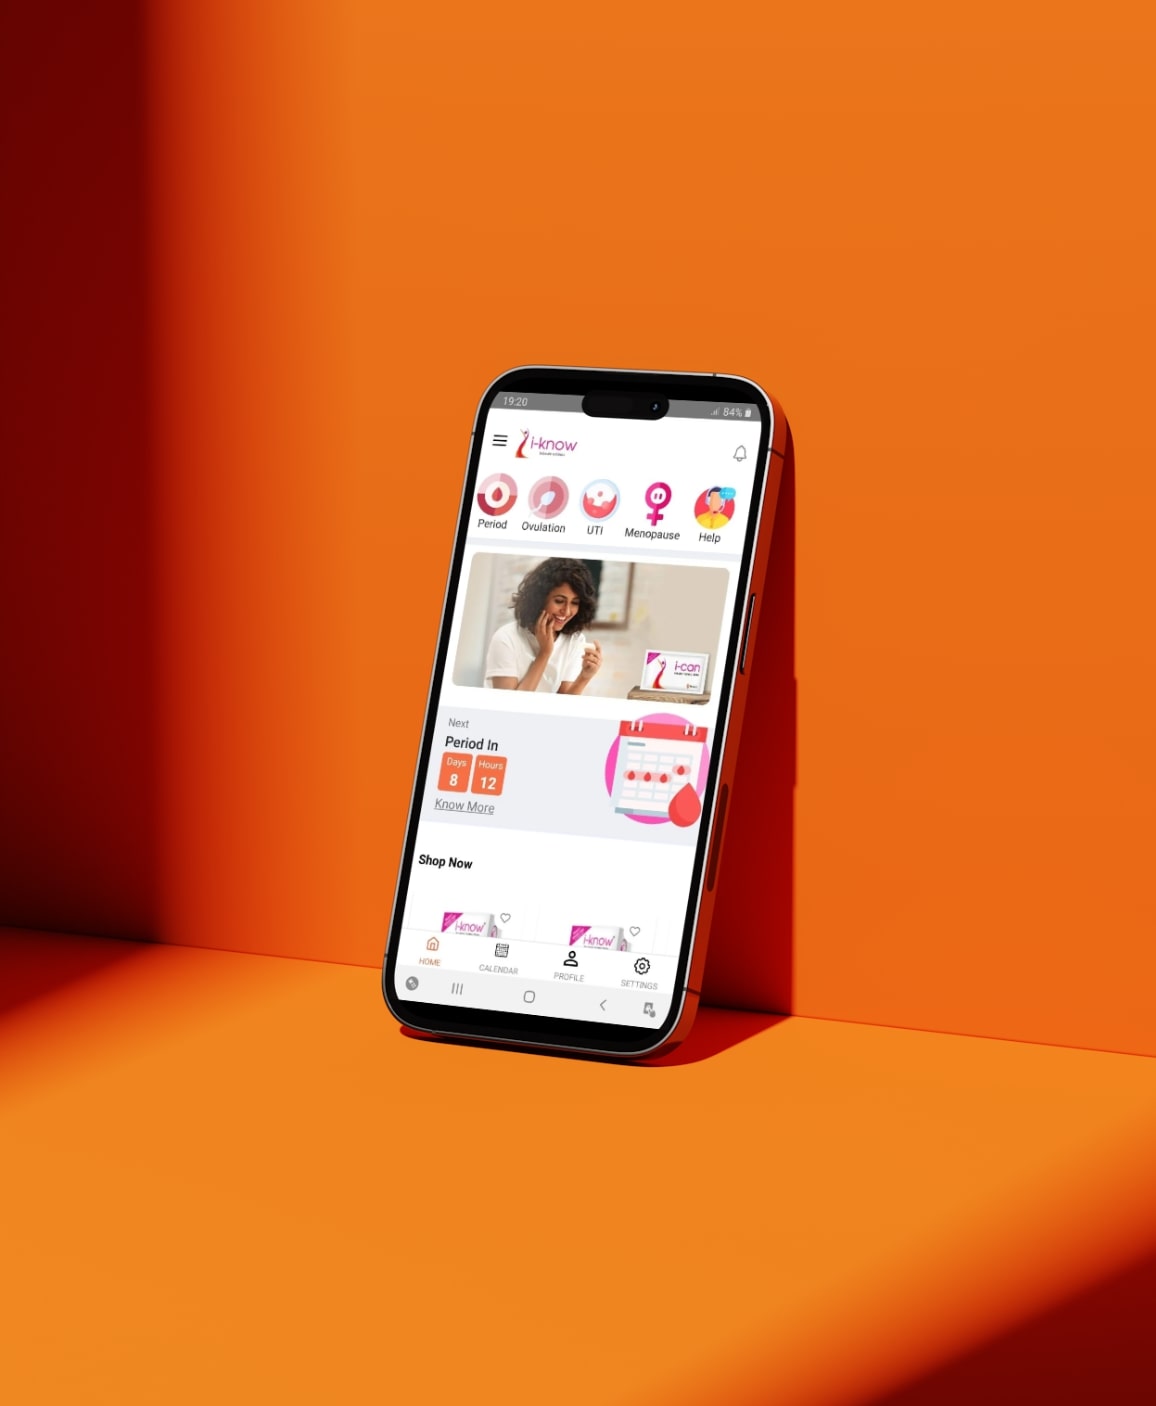 19:20
84%
i-know
Period
Ovulation
UTI
Menopause
Help
i-can
Next
Period In
Days
Hours
8
12
Know More
Shop Now
i-know
i-know
HOME
CALENDAR
PROFILE
SETTINGS